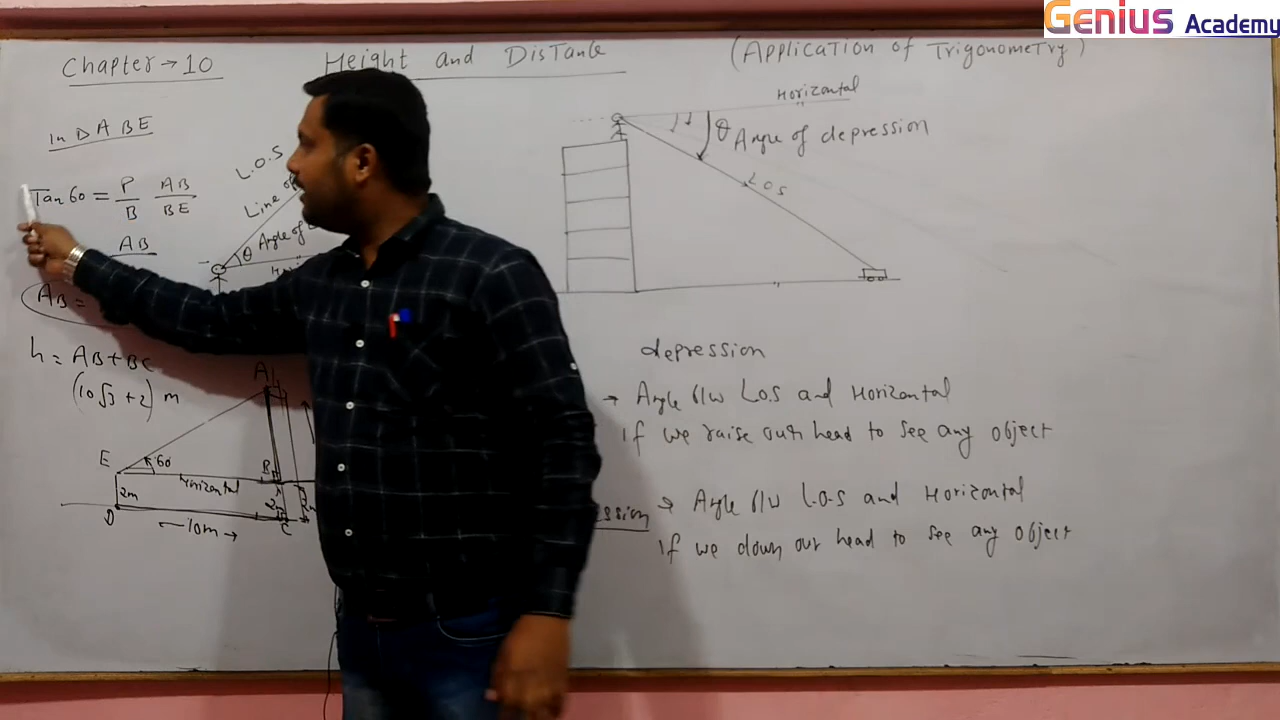 Genius Academy
Chapter → 10
Height and Distance
(Application of Trigonometry)
In Δ ABE
Tan 60 = P/B AB/BE
AB
AB =
h = AB + BC
(10√3 + 2) m
L.O.S
Line of
θ Angle of
A
E
60
Horizontal
B
2m
2m
2m
D
← 10m →
C
Horizontal
θ Angle of depression
L O S
depression
→ Angle b/w L.O.S and Horizontal
If we raise our head to see any object
→ Angle b/w L.O.S and Horizontal
If we down our head to see any object